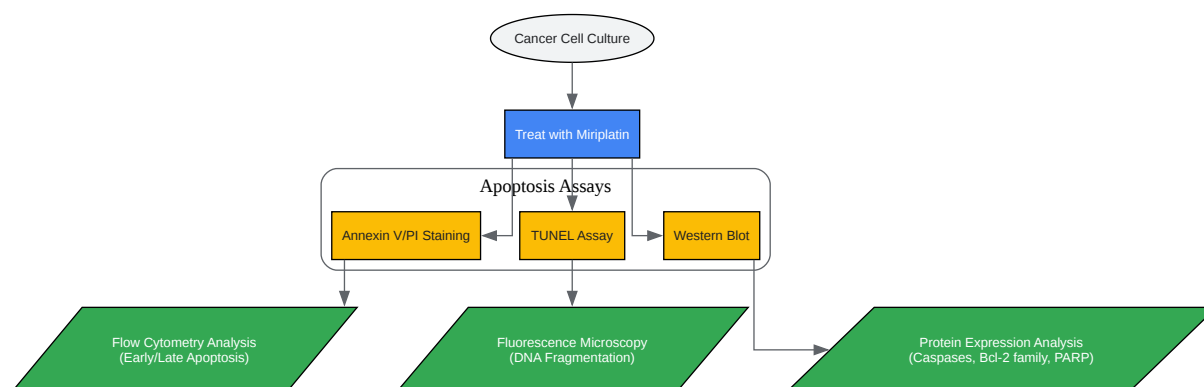 Cancer Cell Culture
Treat with Miriplatin
Apoptosis Assays
Annexin V/PI Staining
TUNEL Assay
Western Blot
Flow Cytometry Analysis
(Early/Late Apoptosis)
Fluorescence Microscopy
(DNA Fragmentation)
Protein Expression Analysis
(Caspases, Bcl-2 family, PARP)